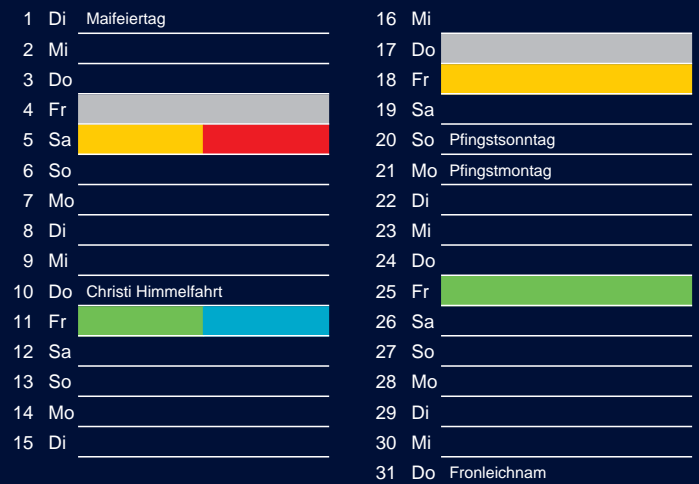 1 Di Maifeiertag
2 Mi
3 Do
4 Fr
5 Sa
6 So
7 Mo
8 Di
9 Mi
10 Do Christi Himmelfahrt
11 Fr
12 Sa
13 So
14 Mo
15 Di
16 Mi
17 Do
18 Fr
19 Sa
20 So Pfingstsonntag
21 Mo Pfingstmontag
22 Di
23 Mi
24 Do
25 Fr
26 Sa
27 So
28 Mo
29 Di
30 Mi
31 Do Fronleichnam